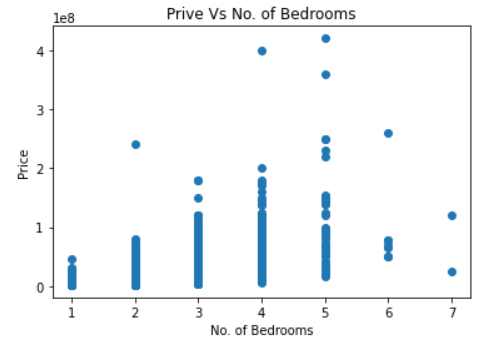 Prive Vs No. of Bedrooms
1e8
4
3
2
1
0
Price
1 2 3 4 5 6 7
No. of Bedrooms